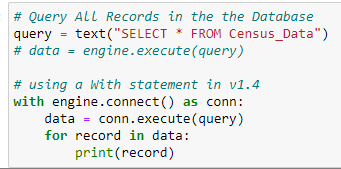 # Query All Records in the the Database
query = text("SELECT * FROM Census_Data")
# data = engine.execute(query)
# using a With statement in v1.4
with engine.connect() as conn:
    data = conn.execute(query)
    for record in data:
        print(record)